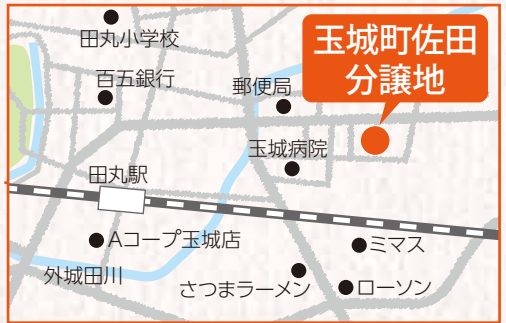 田丸小学校
玉城町佐田
分譲地
百五銀行
郵便局
玉城病院
田丸駅
Aコープ玉城店
ミマス
外城田川
さつまラーメン
ローソン